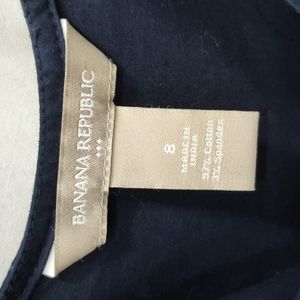 BANANA REPUBLIC
8
MADE IN
INDIA
97% Cotton
3% Spandex